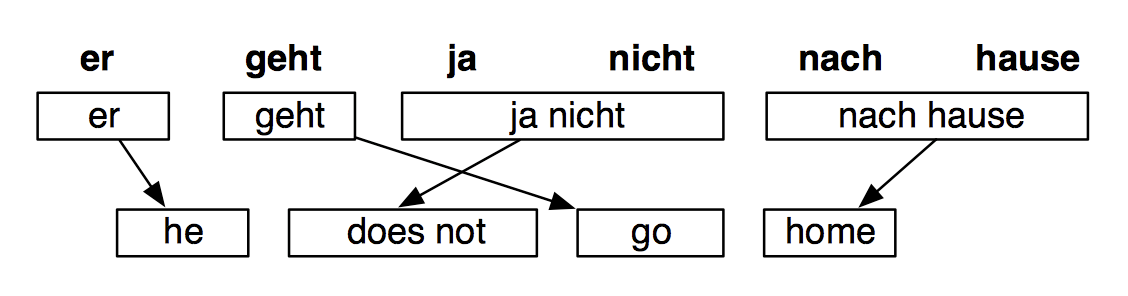 er geht ja nicht nach hause
er geht ja nicht nach hause
he does not go home